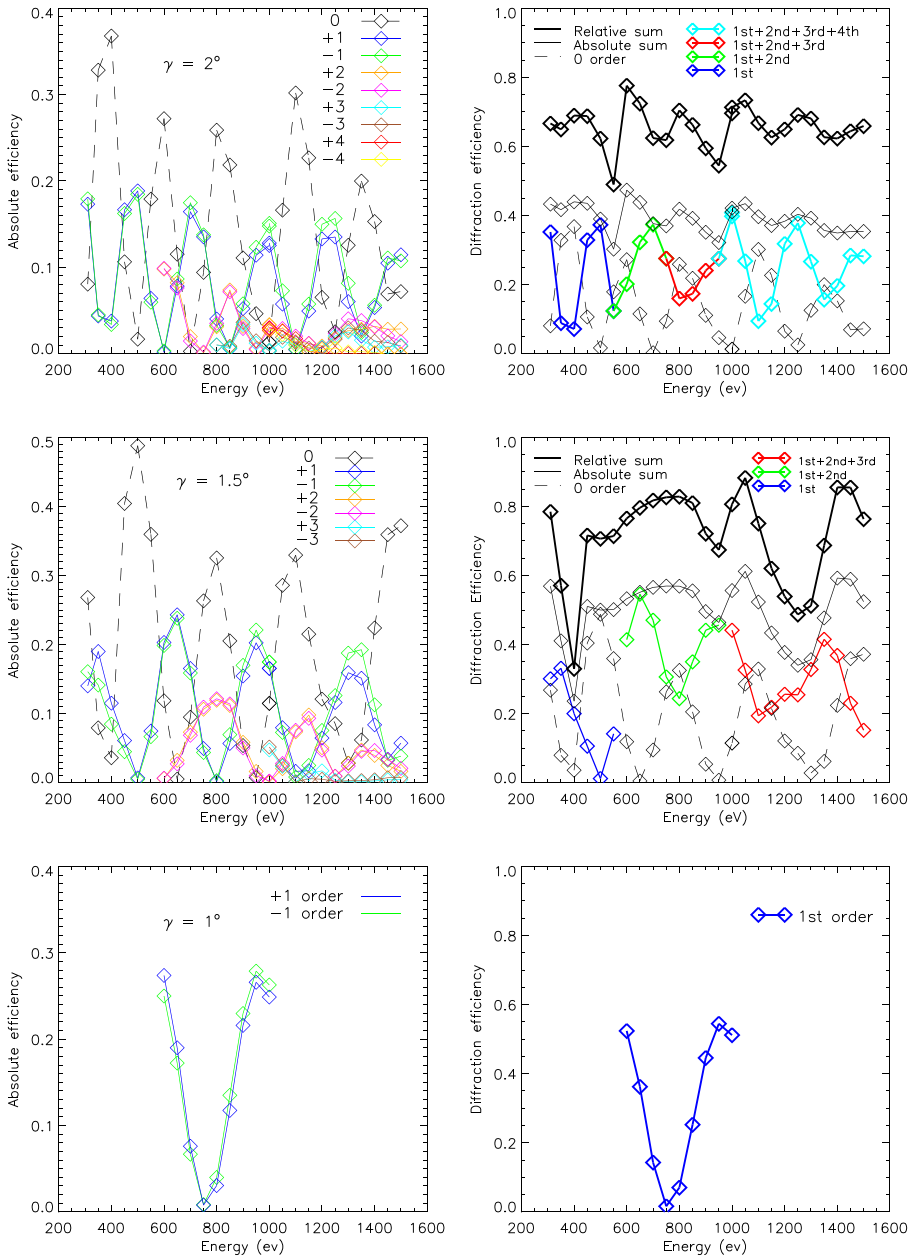 Absolute efficiency
0.4
0.3
0.2
0.1
0.0
γ = 2°
0
+1
−1
+2
−2
+3
−3
+4
−4
200 400 600 800 1000 1200 1400 1600
Energy (ev)
Diffraction efficiency
1.0
0.8
0.6
0.4
0.2
0.0
Relative sum
Absolute sum
0 order
1st+2nd+3rd+4th
1st+2nd+3rd
1st+2nd
1st
200 400 600 800 1000 1200 1400 1600
Energy (ev)
Absolute efficiency
0.5
0.4
0.3
0.2
0.1
0.0
γ = 1.5°
0
+1
−1
+2
−2
+3
−3
200 400 600 800 1000 1200 1400 1600
Energy (eV)
Diffraction Efficiency
1.0
0.8
0.6
0.4
0.2
0.0
Relative sum
Absolute sum
0 order
1st+2nd+3rd
1st+2nd
1st
200 400 600 800 1000 1200 1400 1600
Energy (eV)
Absolute efficiency
0.4
0.3
0.2
0.1
0.0
γ = 1°
+1 order
−1 order
200 400 600 800 1000 1200 1400 1600
Energy (eV)
Diffraction efficiency
1.0
0.8
0.6
0.4
0.2
0.0
1st order
200 400 600 800 1000 1200 1400 1600
Energy (eV)